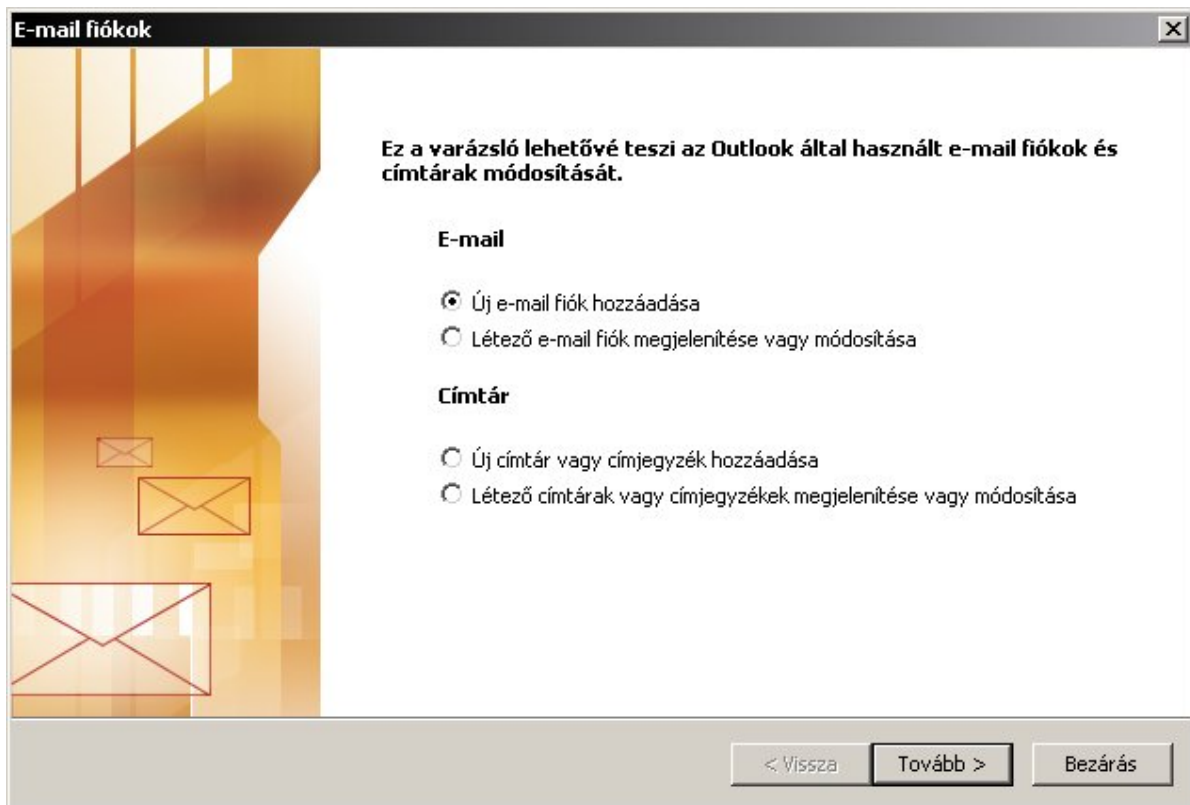 E-mail fiókok
Ez a varázsló lehetővé teszi az Outlook által használt e-mail fiókok és
címtárak módosítását.
E-mail
Új e-mail fiók hozzáadása
Létező e-mail fiók megjelenítése vagy módosítása
Címtár
Új címtár vagy címjegyzék hozzáadása
Létező címtárak vagy címjegyzékek megjelenítése vagy módosítása
< Vissza
Tovább >
Bezárás